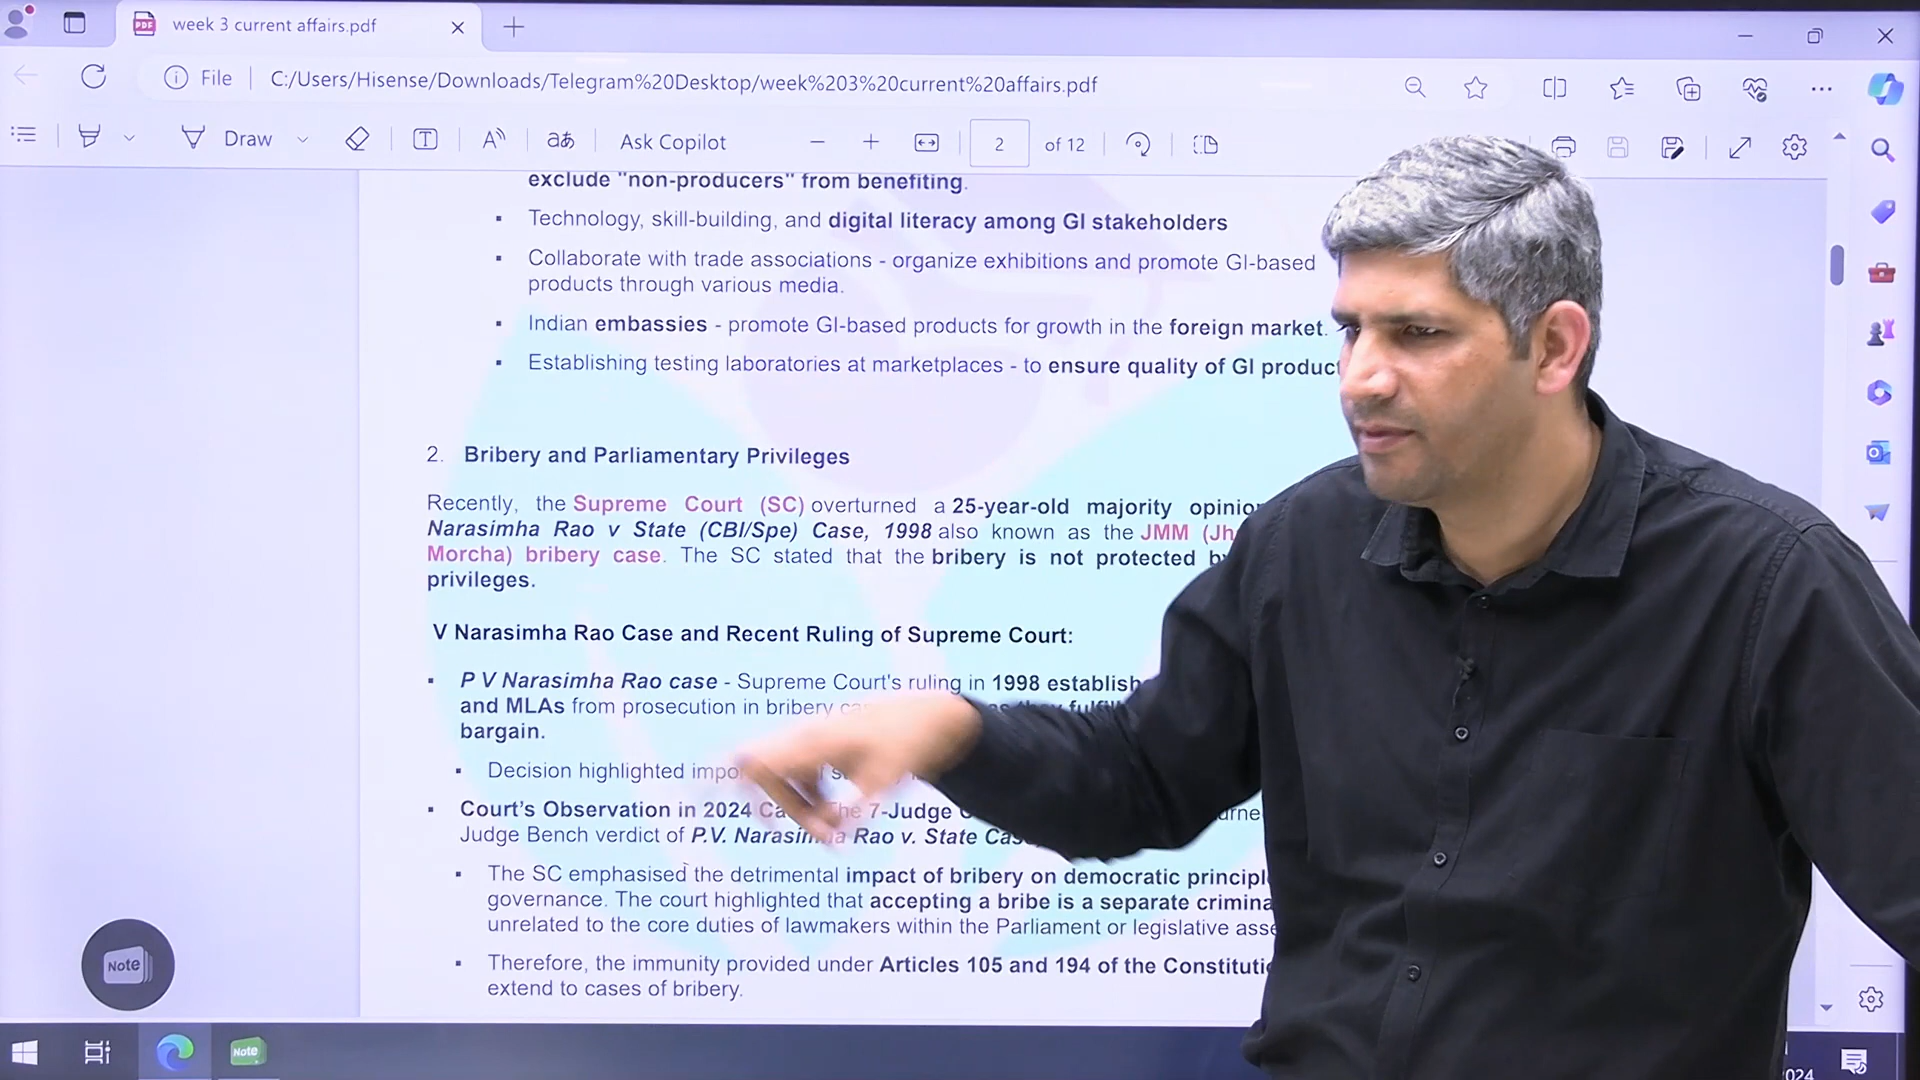 week 3 current affairs.pdf
File
C:/Users/Hisense/Downloads/Telegram%20Desktop/week%203%20current%20affairs.pdf
Draw
Ask Copilot
2
of 12
exclude "non-producers" from benefiting.
Technology, skill-building, and digital literacy among GI stakeholders
Collaborate with trade associations - organize exhibitions and promote GI-based
products through various media.
Indian embassies - promote GI-based products for growth in the foreign market.
Establishing testing laboratories at marketplaces - to ensure quality of GI product
2. Bribery and Parliamentary Privileges
Recently, the Supreme Court (SC) overturned a 25-year-old majority opinion
Narasimha Rao v State (CBI/Spe) Case, 1998 also known as the JMM (Jh
Morcha) bribery case. The SC stated that the bribery is not protected by
privileges.
V Narasimha Rao Case and Recent Ruling of Supreme Court:
P V Narasimha Rao case - Supreme Court's ruling in 1998 establish
and MLAs from prosecution in bribery they
bargain.
Decision highlighted
Court's Observation in 2024 The 7-Judge
Judge Bench verdict of P.V. Narasimha Rao v. State
The SC emphasised the detrimental impact of bribery on democratic principl
governance. The court highlighted that accepting a bribe is a separate crimina
unrelated to the core duties of lawmakers within the Parliament or legislative asse
Therefore, the immunity provided under Articles 105 and 194 of the Constituti
extend to cases of bribery.
Note
Note